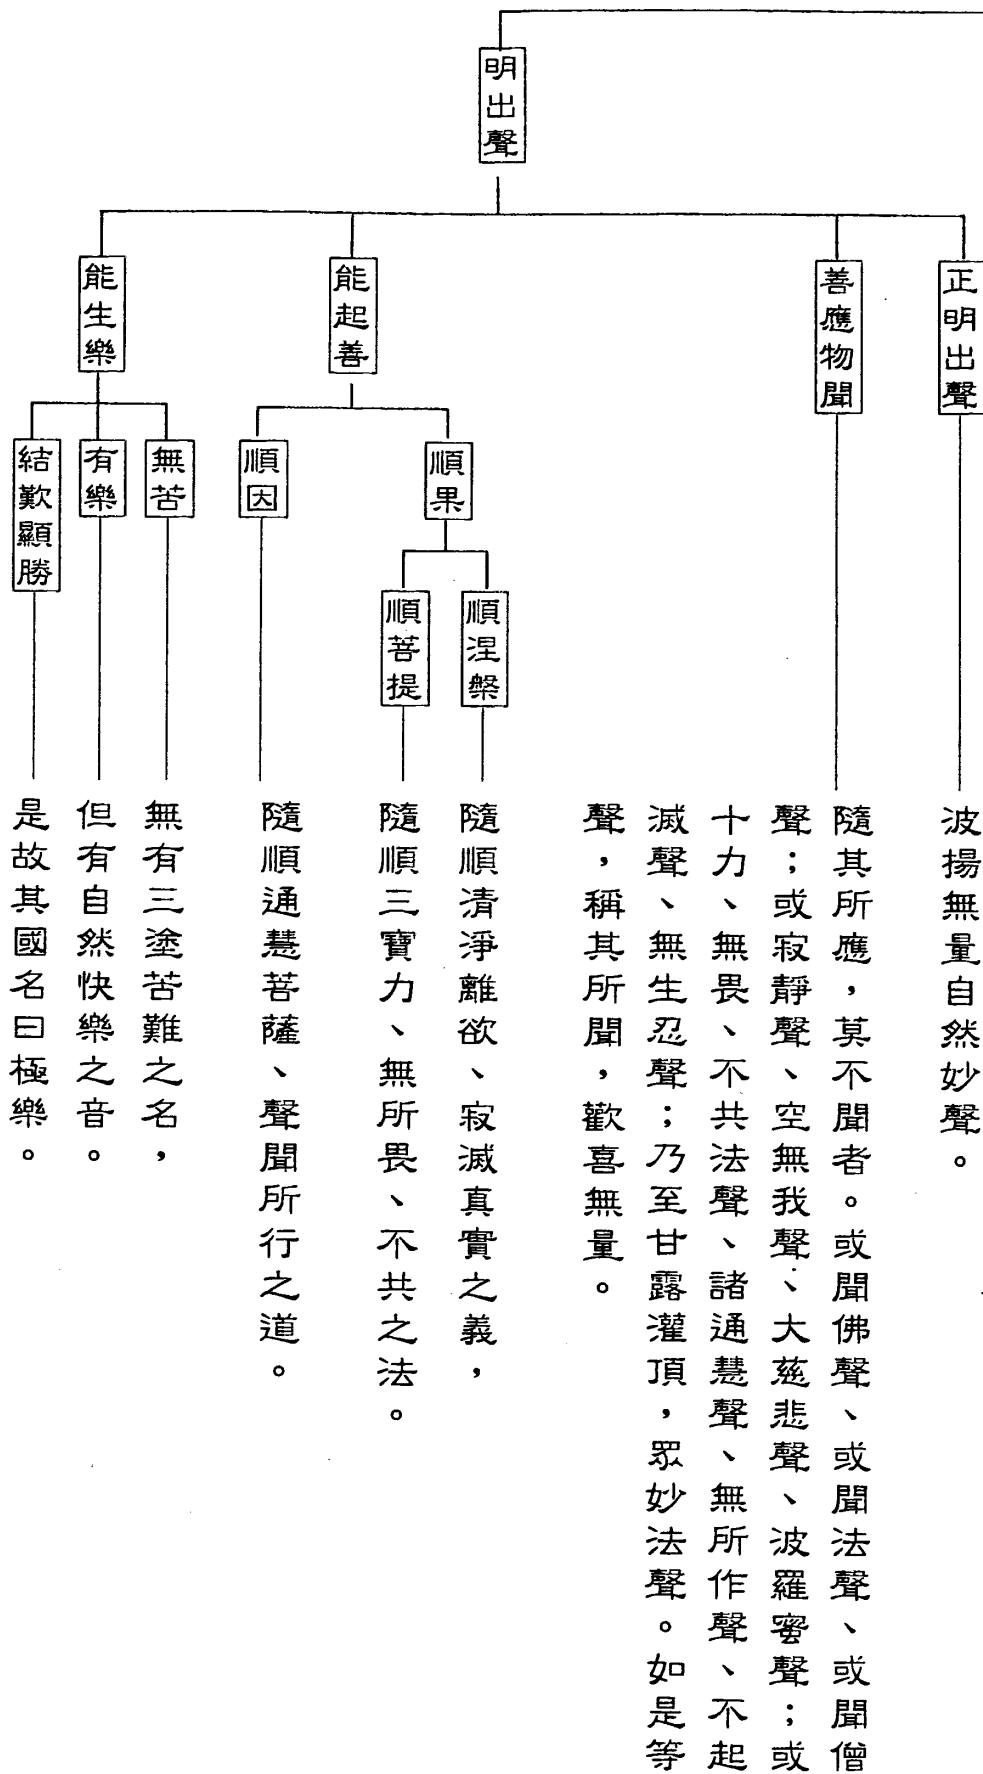 明出聲
正明出聲
波揚無量自然妙聲。
善應物聞
隨其所應，莫不聞者。或聞佛聲、或聞法聲、或聞僧
聲；或寂靜聲、空無我聲、大慈悲聲、波羅蜜聲；或
十力、無畏、不共法聲、諸通慧聲、無所作聲、不起
滅聲、無生忍聲；乃至甘露灌頂，眾妙法聲。如是等
聲，稱其所聞，歡喜無量。
能起善
順果
順涅槃
隨順清淨離欲、寂滅真實之義，
順菩提
隨順三寶力、無所畏、不共之法。
順因
隨順通慧菩薩、聲聞所行之道。
能生樂
無苦
無有三塗苦難之名，
有樂
但有自然快樂之音。
結歎顯勝
是故其國名曰極樂。